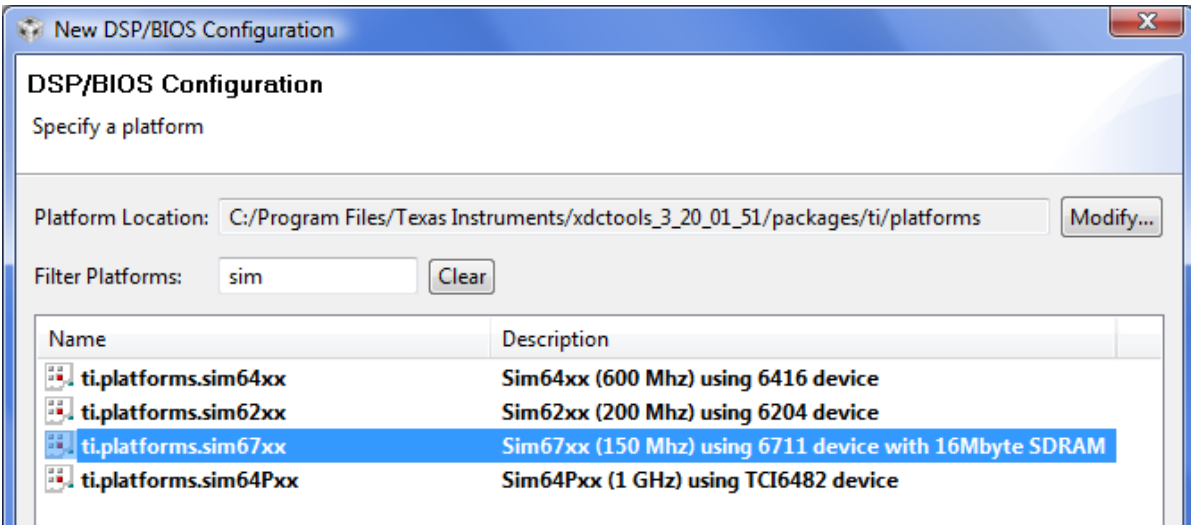 New DSP/BIOS Configuration
DSP/BIOS Configuration
Specify a platform
Platform Location: C:/Program Files/Texas Instruments/xdctools_3_20_01_51/packages/ti/platforms Modify...
Filter Platforms: sim Clear
Name Description
ti.platforms.sim64xx Sim64xx (600 Mhz) using 6416 device
ti.platforms.sim62xx Sim62xx (200 Mhz) using 6204 device
ti.platforms.sim67xx Sim67xx (150 Mhz) using 6711 device with 16Mbyte SDRAM
ti.platforms.sim64Pxx Sim64Pxx (1 GHz) using TCI6482 device